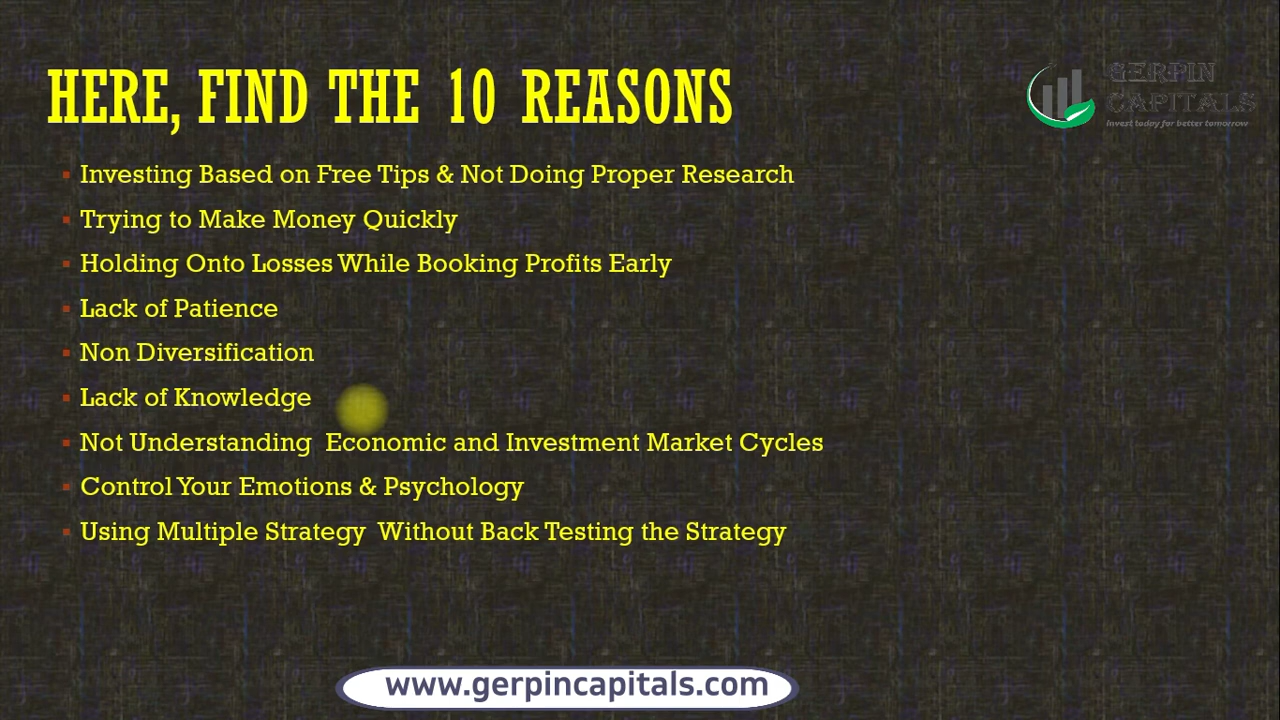 HERE, FIND THE 10 REASONS
GERPIN
CAPITALS
invest today for better tomorrow
Investing Based on Free Tips & Not Doing Proper Research
Trying to Make Money Quickly
Holding Onto Losses While Booking Profits Early
Lack of Patience
Non Diversification
Lack of Knowledge
Not Understanding Economic and Investment Market Cycles
Control Your Emotions & Psychology
Using Multiple Strategy Without Back Testing the Strategy
www.gerpincapitals.com